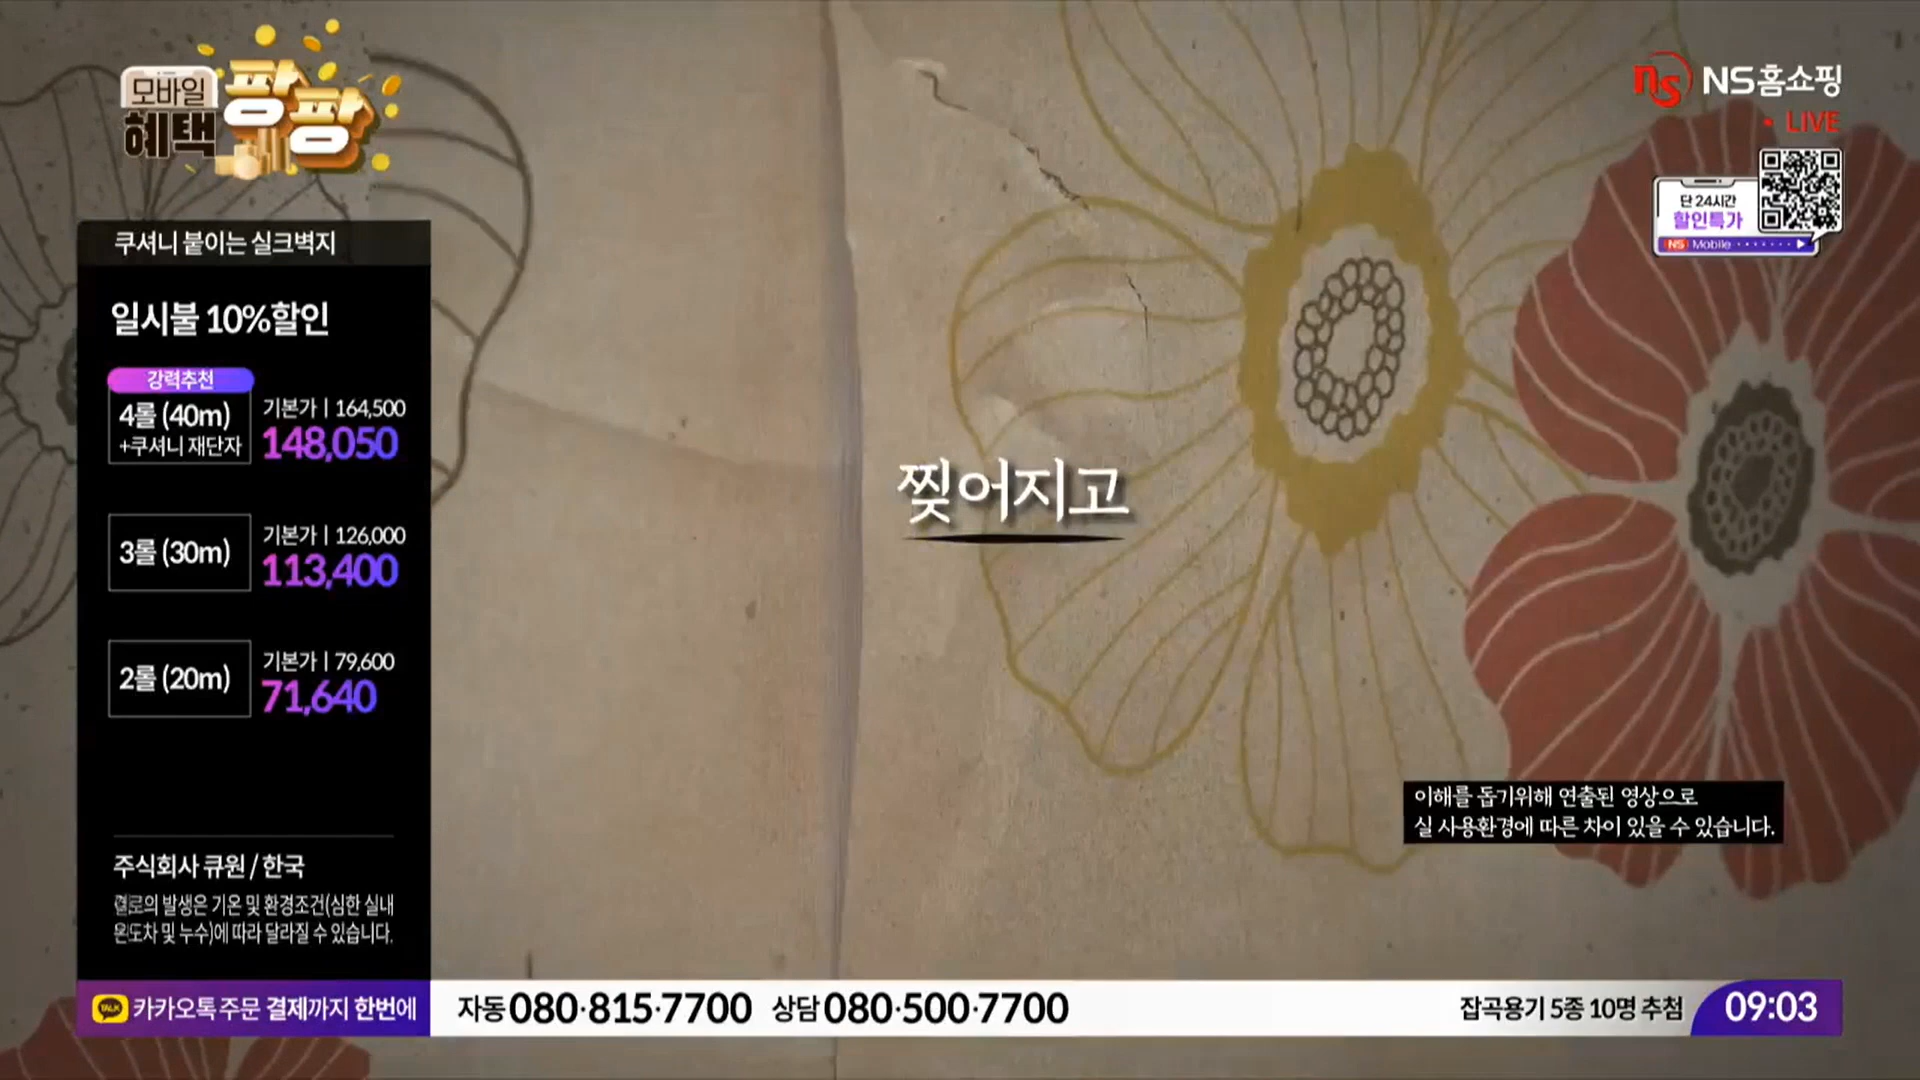 모바일
혜택
팡팡
NS홈쇼핑
LIVE
단 24시간
할인특가
NS Mobile
쿠셔니 붙이는 실크벽지
일시불 10%할인
강력추천
4롤 (40m)
+쿠셔니 재단자
기본가 | 164,500
148,050
3롤 (30m)
기본가 | 126,000
113,400
2롤 (20m)
기본가 | 79,600
71,640
찢어지고
이해를 돕기위해 연출된 영상으로
실 사용환경에 따른 차이 있을 수 있습니다.
주식회사 큐원 / 한국
결로의 발생은 기온 및 환경조건(심한 실내
온도차 및 누수)에 따라 달라질 수 있습니다.
TALK 카카오톡 주문 결제까지 한번에
자동 080·815·7700 상담 080·500·7700
잡곡용기 5종 10명 추첨
09:03